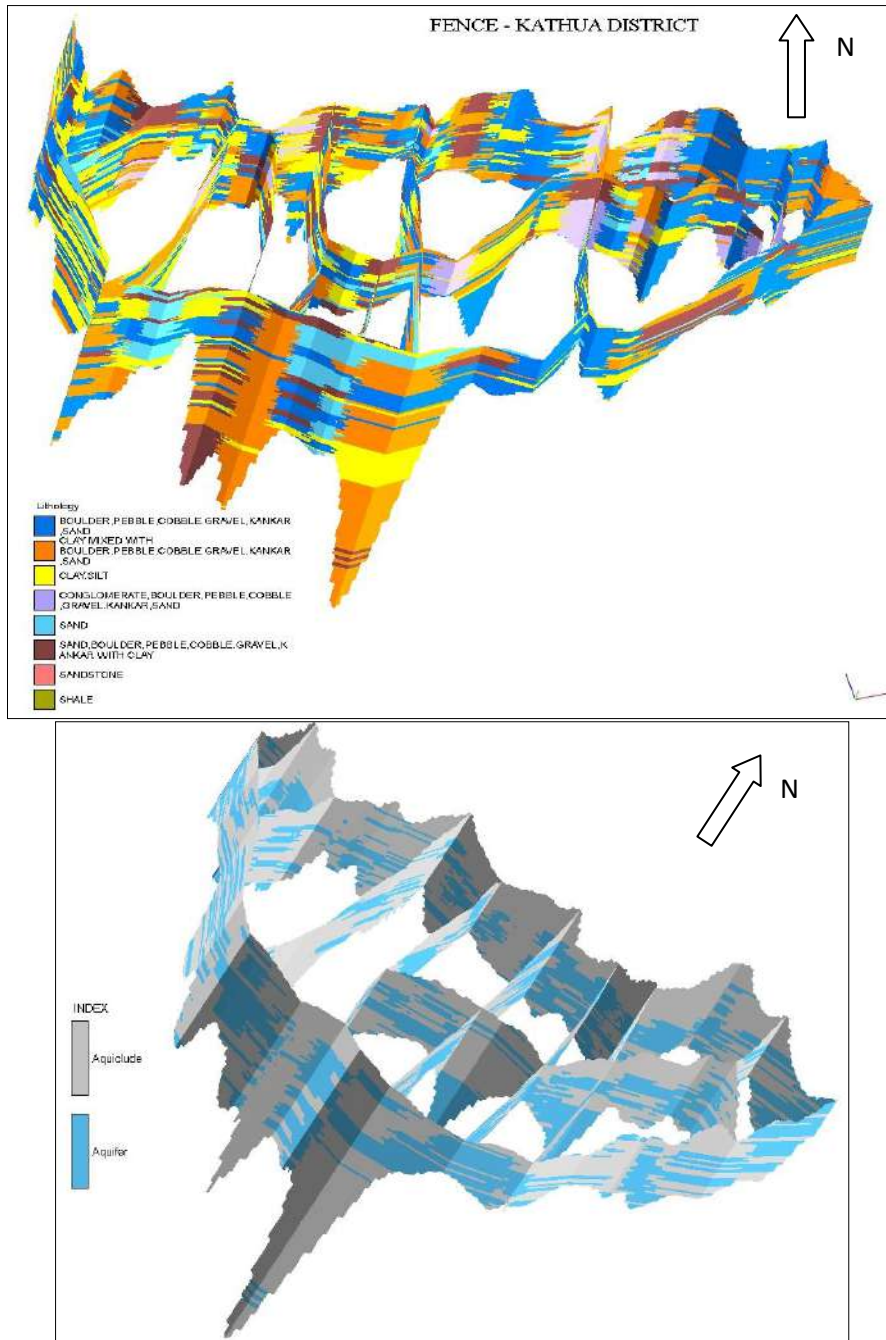 FENCE - KATHUA DISTRICT
N
Lithology
BOULDER,PEBBLE,COBBLE,GRAVEL,KANKAR
,SAND
CLAY MIXED WITH
BOULDER,PEBBLE,COBBLE,GRAVEL,KANKAR
,SAND
CLAY,SILT
CONGLOMERATE,BOULDER,PEBBLE,COBBLE
,GRAVEL,KANKAR,SAND
SAND
SAND,BOULDER,PEBBLE,COBBLE,GRAVEL,K
ANKAR WITH CLAY
SANDSTONE
SHALE
N
INDEX
Aquiclude
Aquifer